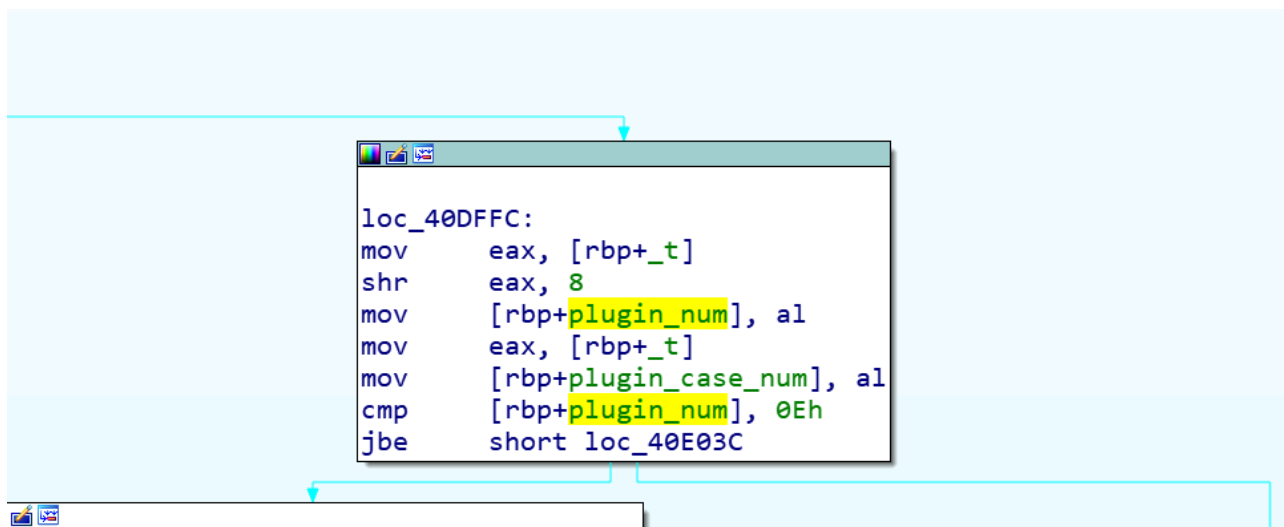 loc_40DFFC:
mov eax, [rbp+_t]
shr eax, 8
mov [rbp+plugin_num], al
mov eax, [rbp+_t]
mov [rbp+plugin_case_num], al
cmp [rbp+plugin_num], 0Eh
jbe short loc_40E03C